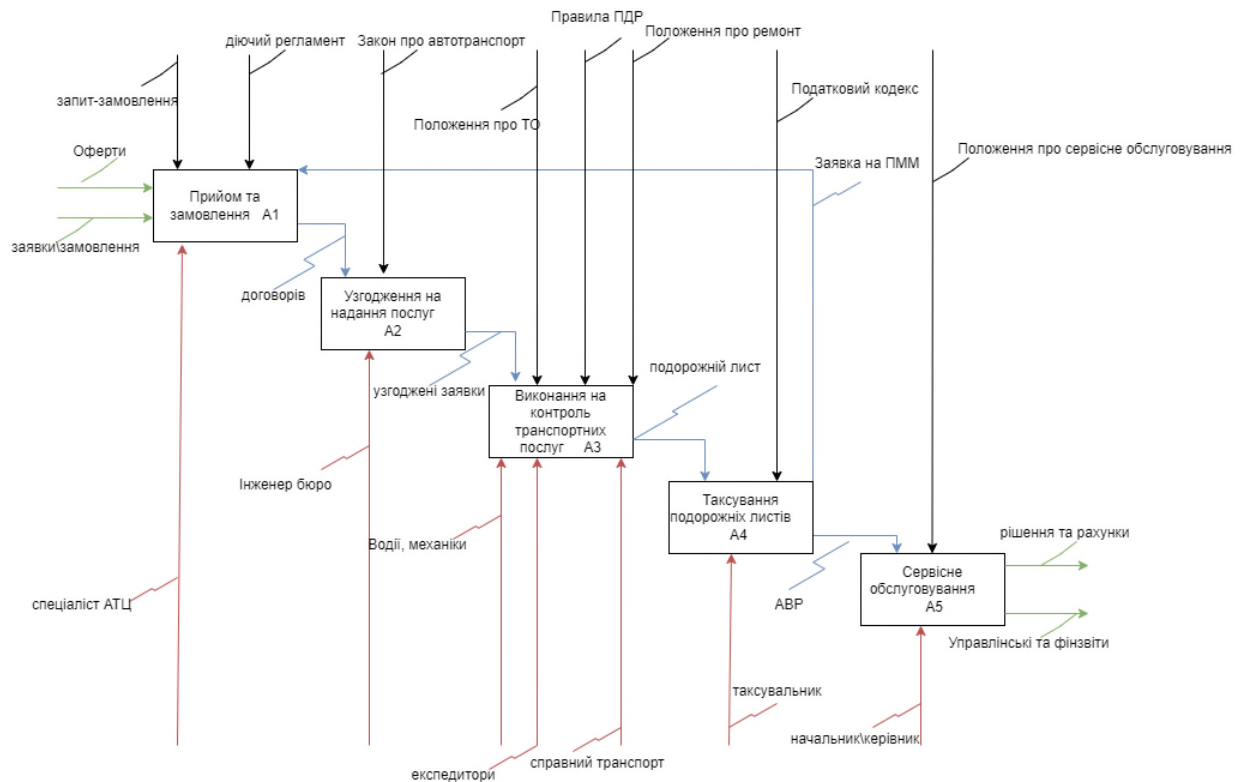 Правила ПДР
діючий регламент
Закон про автотранспорт
Положення про ремонт
запит-замовлення
Податковий кодекс
Положення про ТО
Оферти
Положення про сервісне обслуговування
Заявка на ПММ
Прийом та
замовлення А1
заявки\замовлення
договорів
Узгодження на
надання послуг
А2
подорожній лист
узгоджені заявки
Виконання на
контроль
транспортних
послуг А3
Інженер бюро
Таксування
подорожніх листів
А4
Водії, механіки
рішення та рахунки
Сервісне
обслуговування
А5
спеціаліст АТЦ
АВР
Управлінські та фінзвіти
таксувальник
начальник\керівник
справний транспорт
експедитори